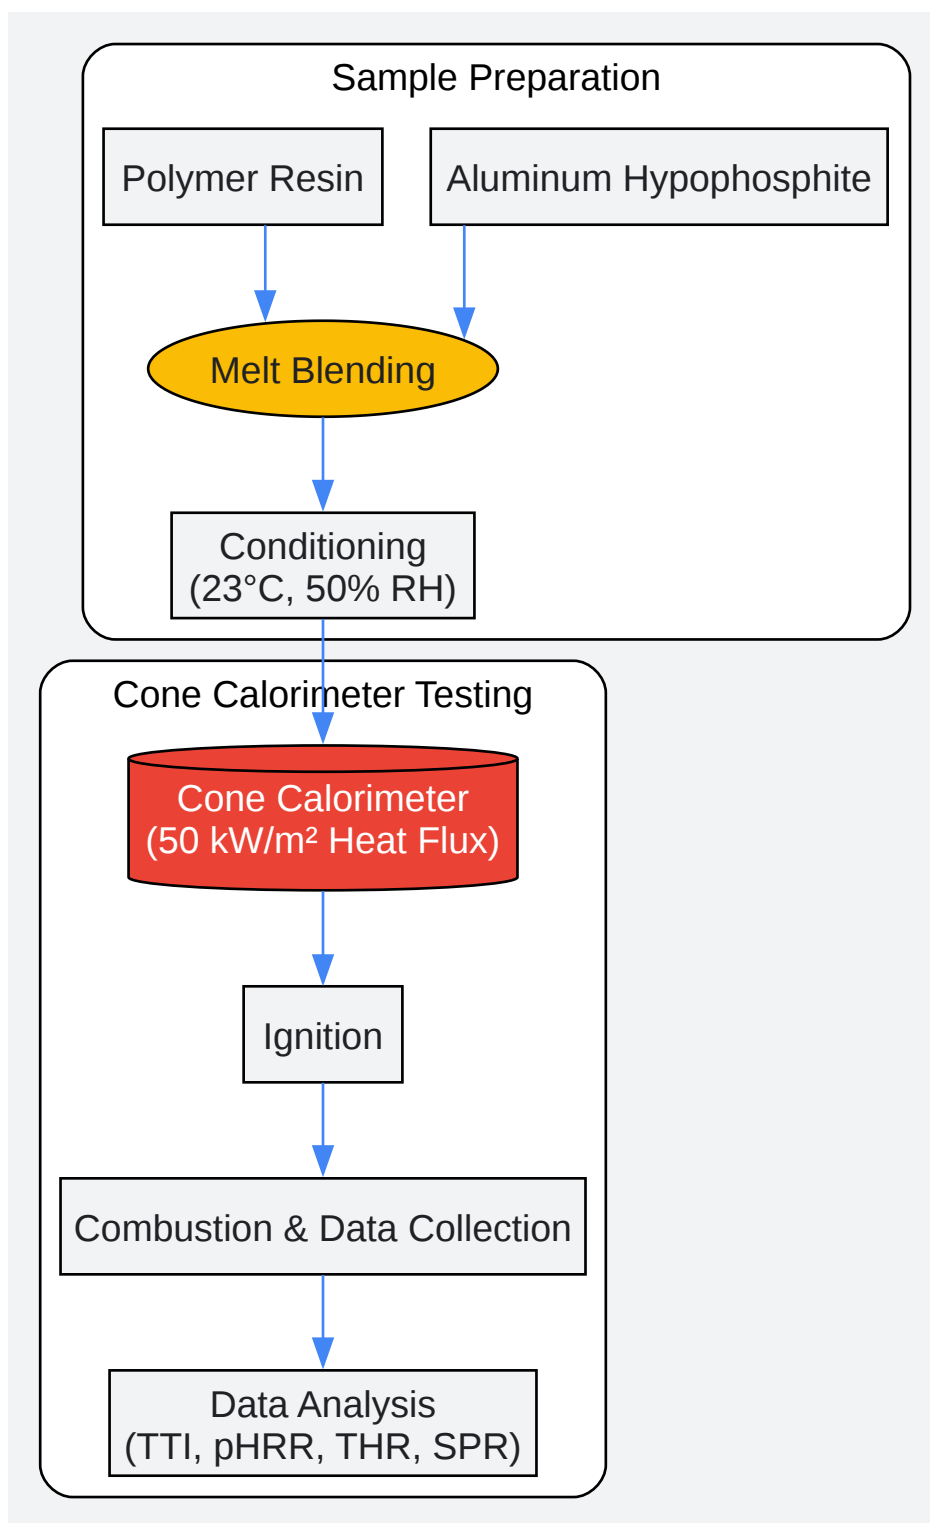 Sample Preparation
Polymer Resin
Aluminum Hypophosphite
Melt Blending
Conditioning
(23°C, 50% RH)
Cone Calorimeter Testing
Cone Calorimeter
(50 kW/m² Heat Flux)
Ignition
Combustion & Data Collection
Data Analysis
(TTI, pHRR, THR, SPR)